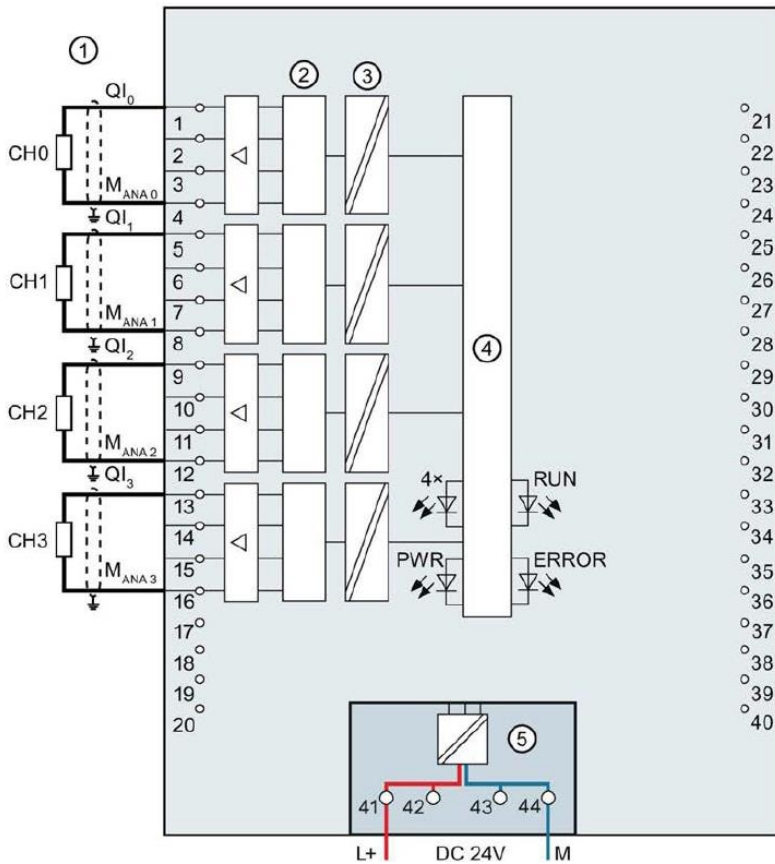 ①
② ③
QI0
1 21
CH0 2 22
3 23
MANA 0
4 24
QI1
5 25
CH1 6 26
7 27
MANA 1
8 28
④
QI2
9 29
CH2 10 30
11 31
MANA 2
12 32
QI3
4× RUN
13 33
CH3 14 34
15 35
PWR ERROR
MANA 3
16 36
17 37
18 38
19 39
20 40
⑤
41 42 43 44
L+ DC 24V M